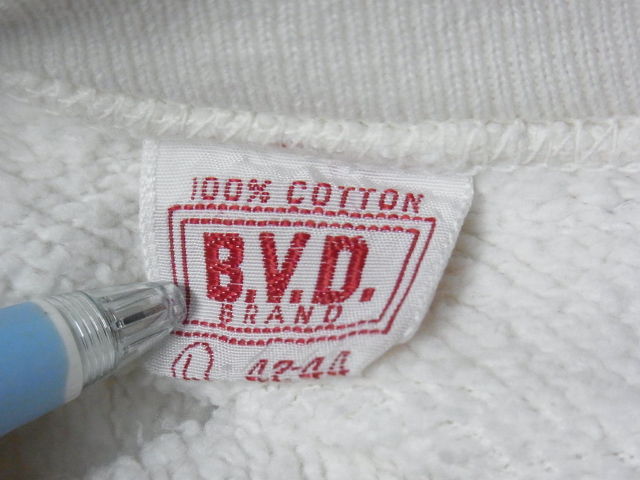 100% COTTON
B.V.D.
BRAND
L 42-44